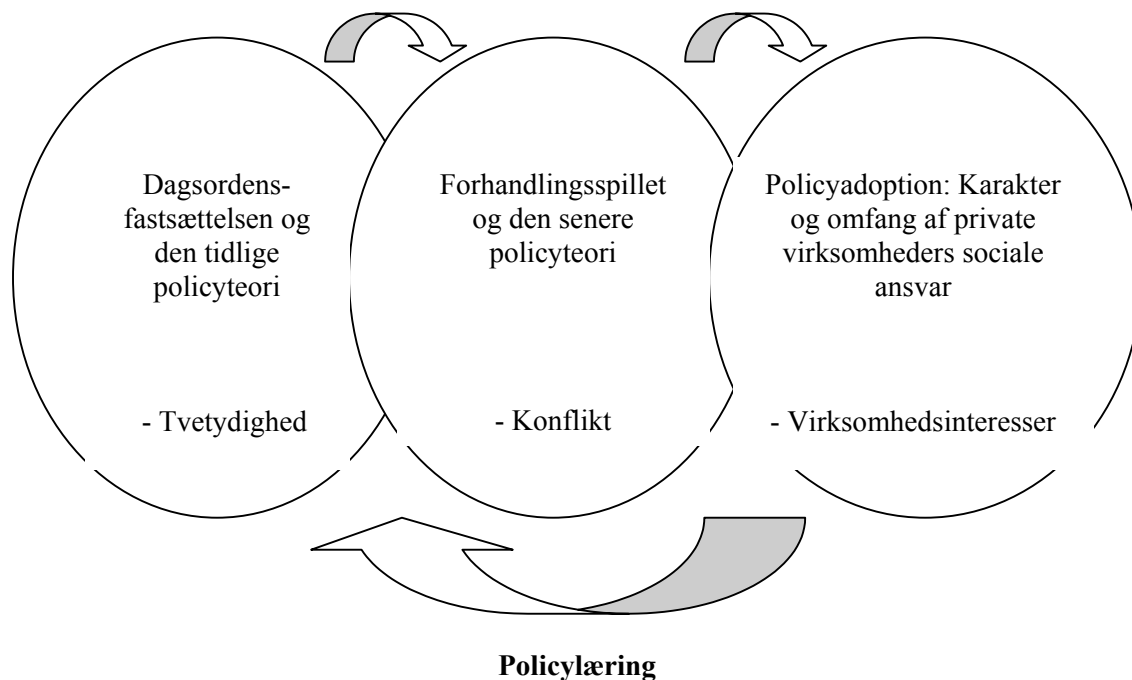 Dagsordens-
fastsættelsen og
den tidlige
policyteori
- Tvetydighed
Forhandlingsspillet
og den senere
policyteori
- Konflikt
Policyadoption: Karakter
og omfang af private
virksomheders sociale
ansvar
- Virksomhedsinteresser
Policylæring